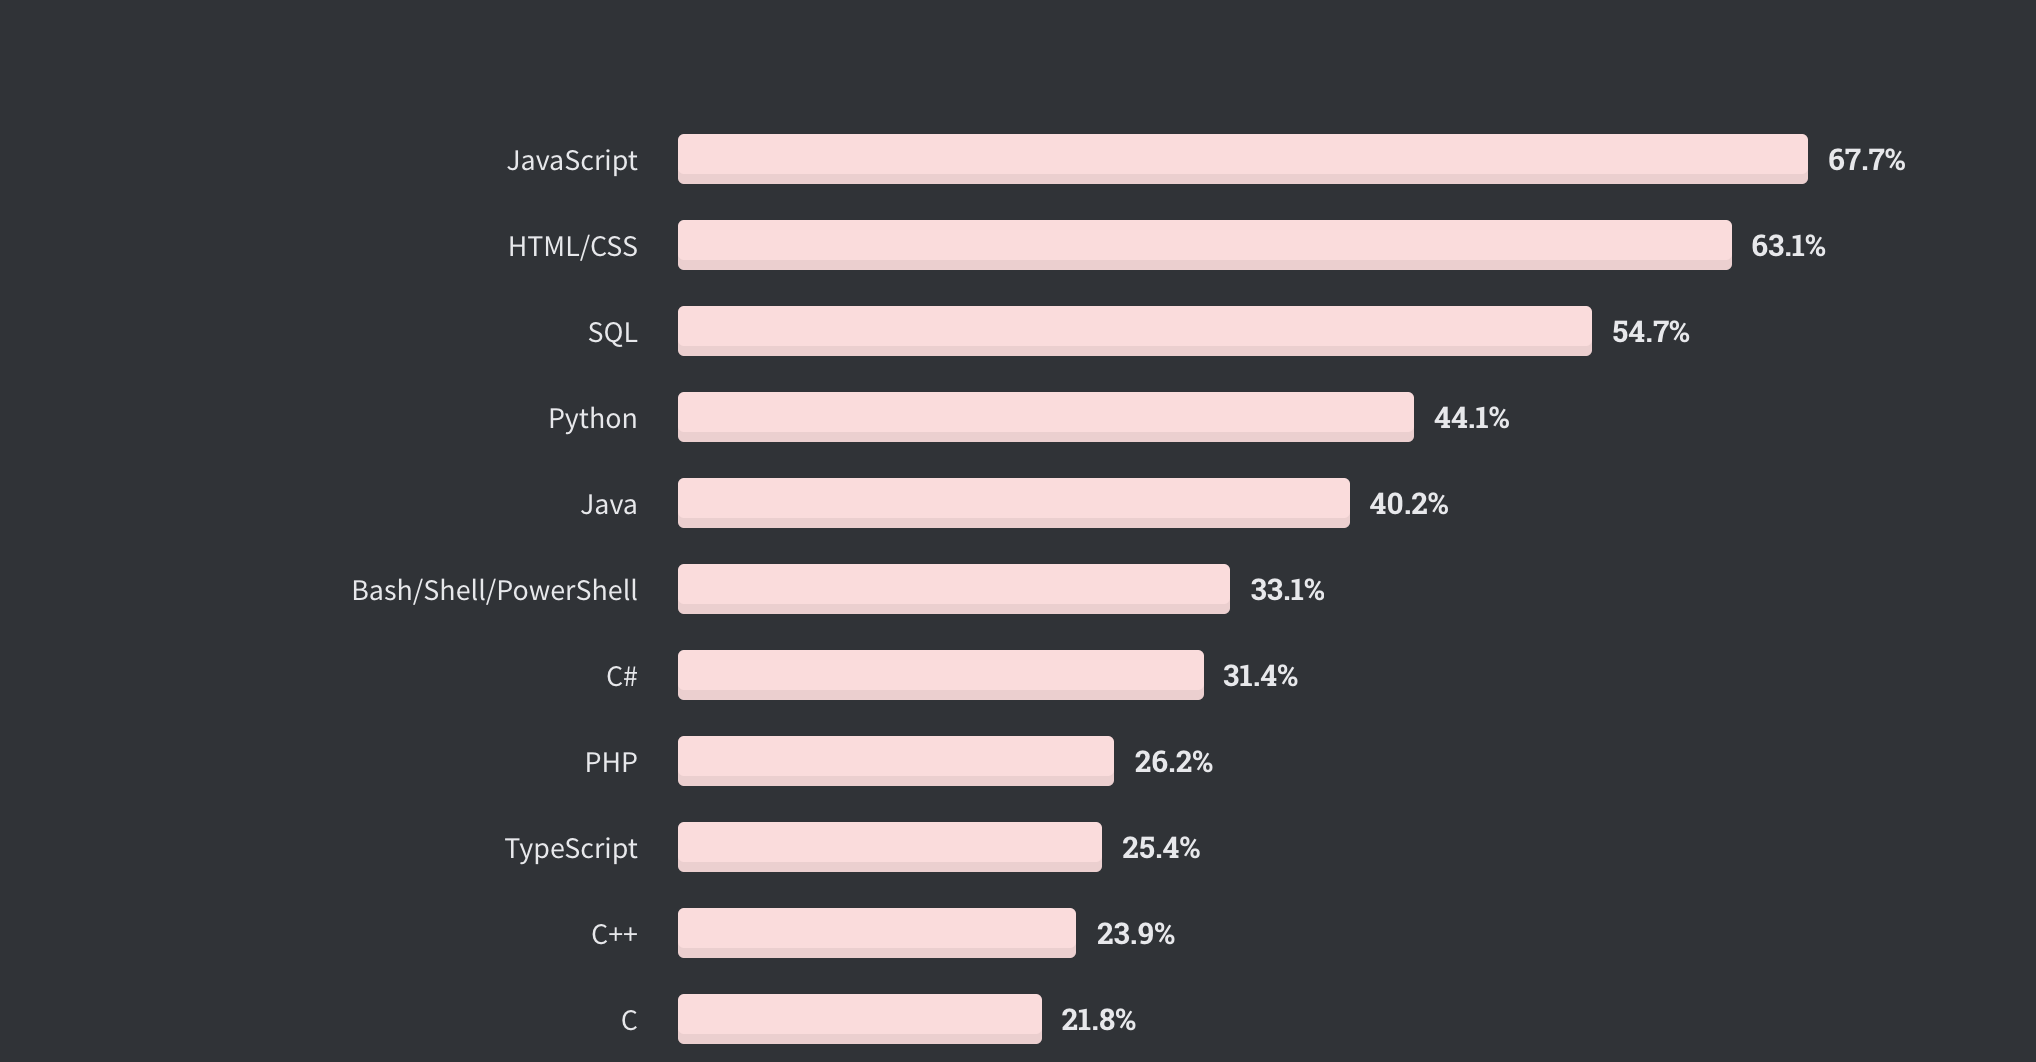 JavaScript 67.7%
HTML/CSS 63.1%
SQL 54.7%
Python 44.1%
Java 40.2%
Bash/Shell/PowerShell 33.1%
C# 31.4%
PHP 26.2%
TypeScript 25.4%
C++ 23.9%
C 21.8%